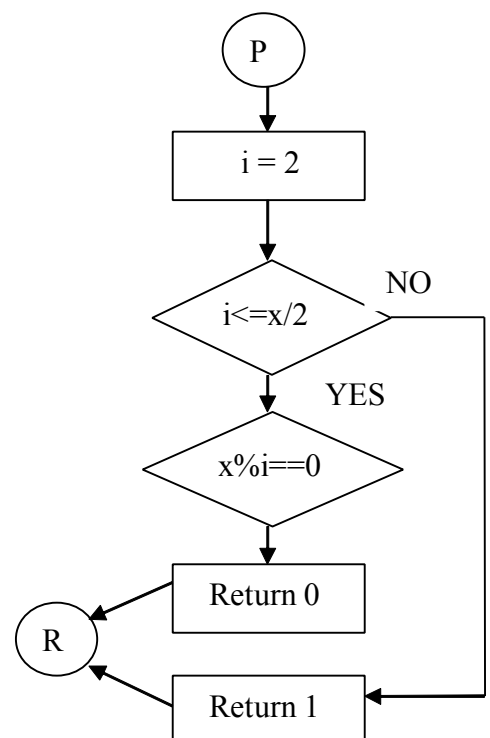 P
i = 2
NO
i<=x/2
YES
x%i==0
Return 0
R
Return 1